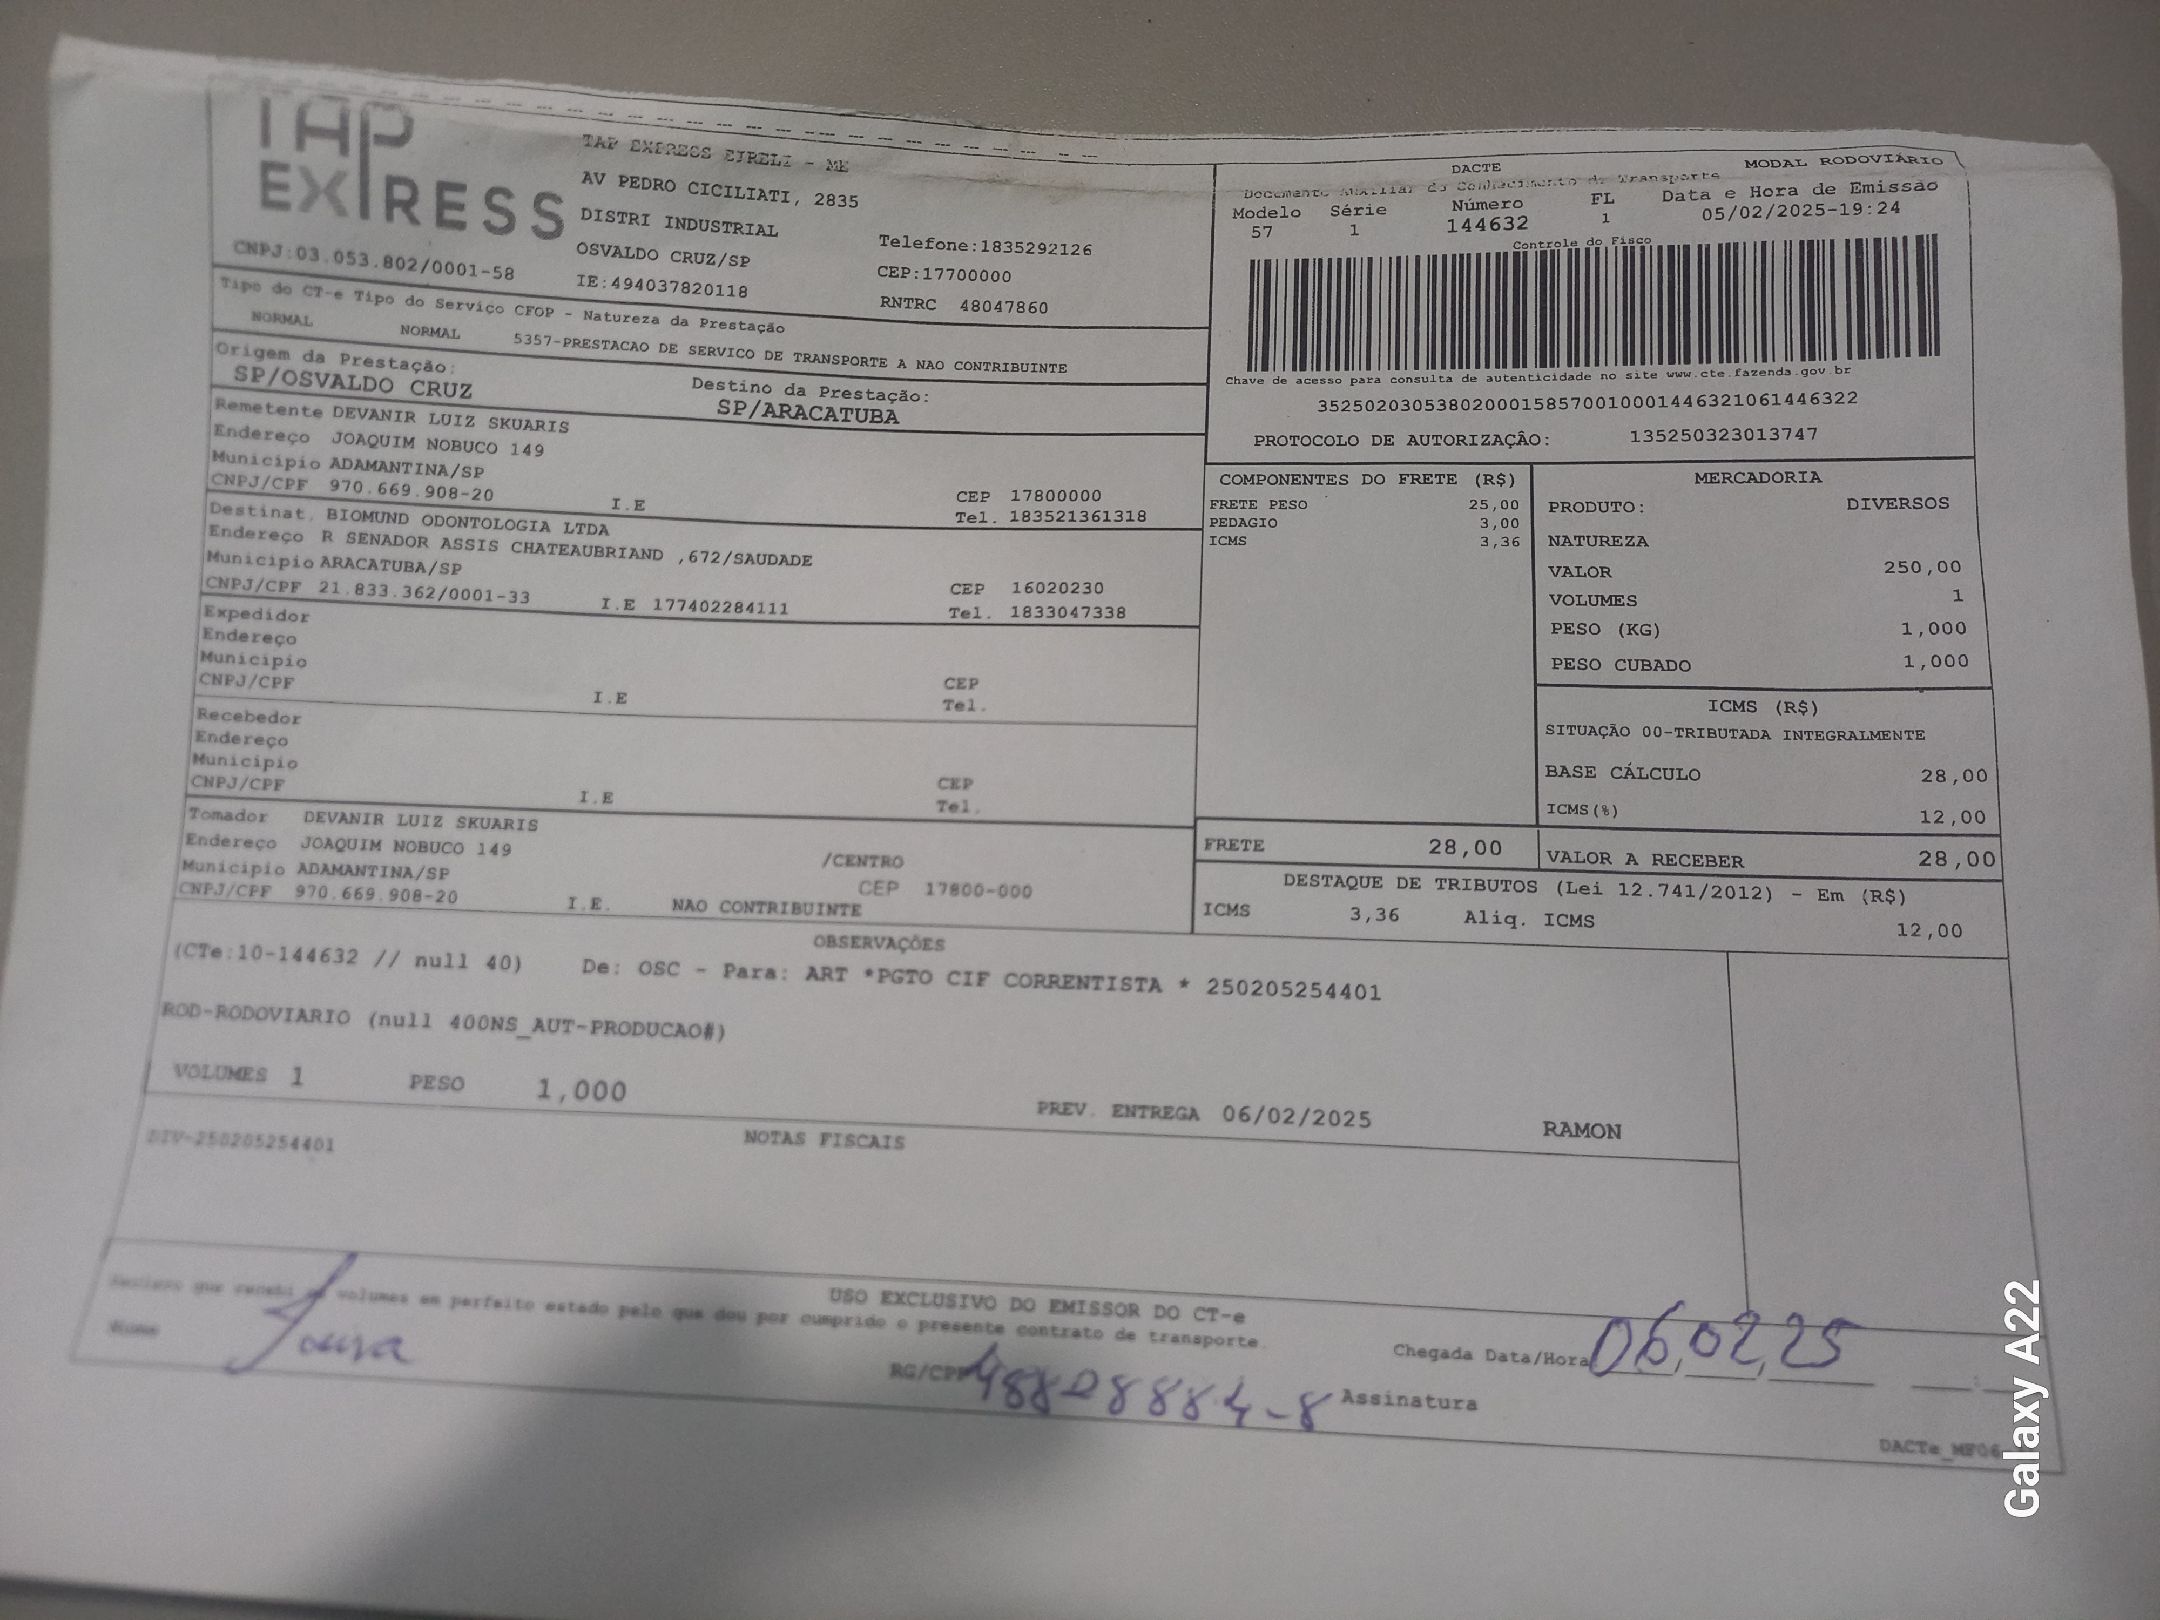 TAP
EXPRESS
CNPJ:03.053.802/0001-58
TAP EXPRESS EIRELI - ME
AV PEDRO CICILIATI, 2835
DISTRI INDUSTRIAL
OSVALDO CRUZ/SP
IE:494037820118
Telefone:1835292126
CEP:17700000
RNTRC 48047860
DACTE MODAL RODOVIÁRIO
Documento Auxiliar do Conhecimento de Transporte
Modelo Série Número FL Data e Hora de Emissão
57 1 144632 1 05/02/2025-19:24
Controle do Fisco
Chave de acesso para consulta de autenticidade no site www.cte.fazenda.gov.br
35250203053802000158570010001446321061446322
PROTOCOLO DE AUTORIZAÇÂO: 135250323013747
Tipo do CT-e Tipo do Serviço CFOP - Natureza da Prestação
NORMAL NORMAL 5357-PRESTACAO DE SERVICO DE TRANSPORTE A NAO CONTRIBUINTE
Origem da Prestação: Destino da Prestação:
SP/OSVALDO CRUZ SP/ARACATUBA
Remetente DEVANIR LUIZ SKUARIS
Endereço JOAQUIM NOBUCO 149
Municipio ADAMANTINA/SP CEP 17800000
CNPJ/CPF 970.669.908-20 I.E Tel. 183521361318
Destinat. BIOMUND ODONTOLOGIA LTDA
Endereço R SENADOR ASSIS CHATEAUBRIAND ,672/SAUDADE
Municipio ARACATUBA/SP CEP 16020230
CNPJ/CPF 21.833.362/0001-33 I.E 177402284111 Tel. 1833047338
Expedidor
Endereço
Municipio CEP
CNPJ/CPF I.E Tel.
Recebedor
Endereço
Municipio CEP
CNPJ/CPF I.E Tel.
Tomador DEVANIR LUIZ SKUARIS
Endereço JOAQUIM NOBUCO 149 /CENTRO
Municipio ADAMANTINA/SP CEP 17800-000
CNPJ/CPF 970.669.908-20 I.E. NAO CONTRIBUINTE
COMPONENTES DO FRETE (R$)
FRETE PESO 25,00
PEDAGIO 3,00
ICMS 3,36
MERCADORIA
PRODUTO: DIVERSOS
NATUREZA
VALOR 250,00
VOLUMES 1
PESO (KG) 1,000
PESO CUBADO 1,000
ICMS (R$)
SITUAÇÃO 00-TRIBUTADA INTEGRALMENTE
BASE CÁLCULO 28,00
ICMS(%) 12,00
FRETE 28,00 VALOR A RECEBER 28,00
DESTAQUE DE TRIBUTOS (Lei 12.741/2012) - Em (R$)
ICMS 3,36 Aliq. ICMS 12,00
OBSERVAÇÕES
(CTe:10-144632 // null 40) De: OSC - Para: ART *PGTO CIF CORRENTISTA * 250205254401
ROD-RODOVIARIO (null 400NS_AUT-PRODUCAO#)
VOLUMES 1 PESO 1,000 PREV. ENTREGA 06/02/2025 RAMON
NOTAS FISCAIS
DIV-250205254401
USO EXCLUSIVO DO EMISSOR DO CT-e
Declaro que recebi volumes em perfeito estado pelo que dou por cumprido o presente contrato de transporte.
Nome RG/CPF Chegada Data/Hora 06,02,25
Assinatura
DACTe_MF06
Galaxy A22